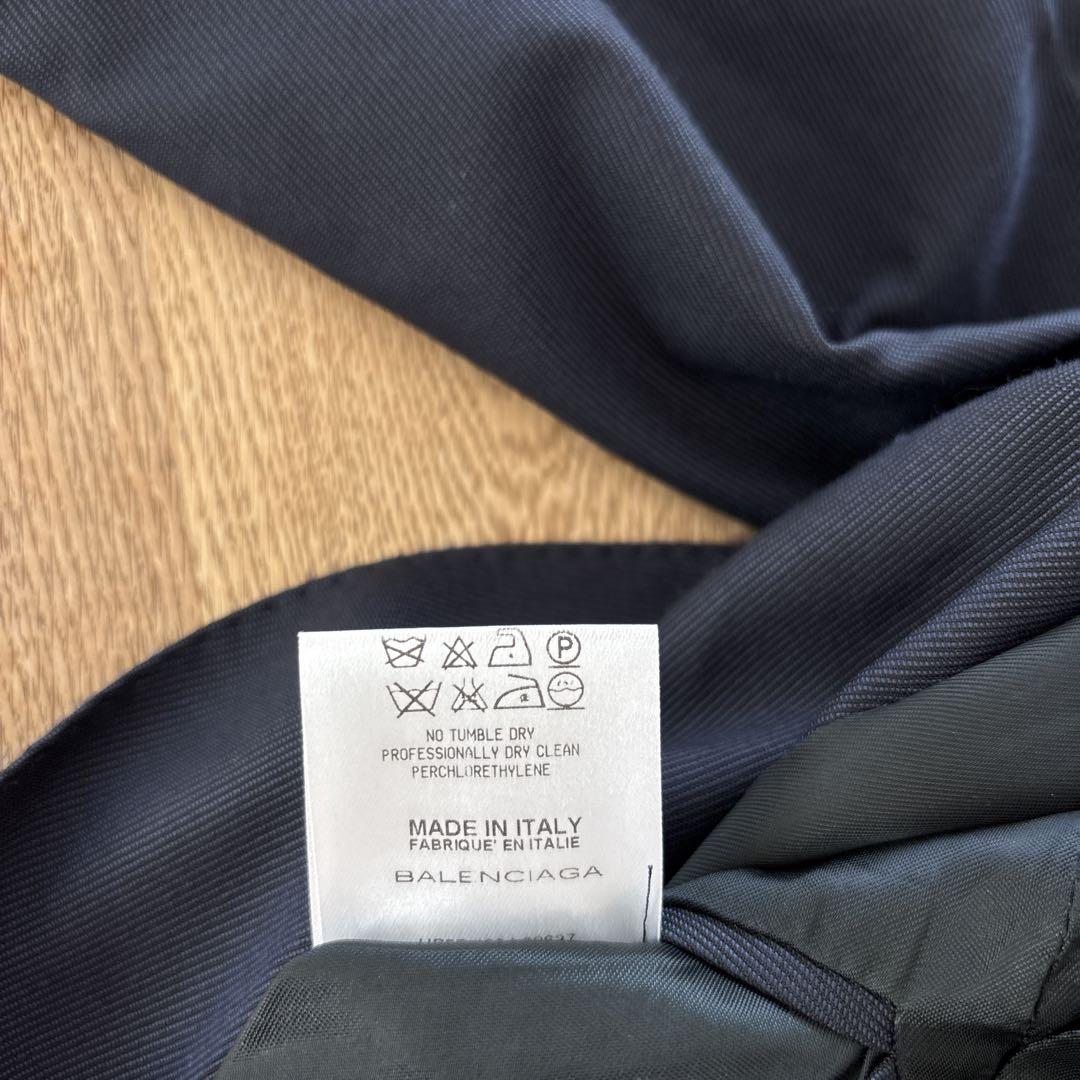 P
NO TUMBLE DRY
PROFESSIONALLY DRY CLEAN
PERCHLORETHYLENE
MADE IN ITALY
FABRIQUE' EN ITALIE
BALENCIAGA